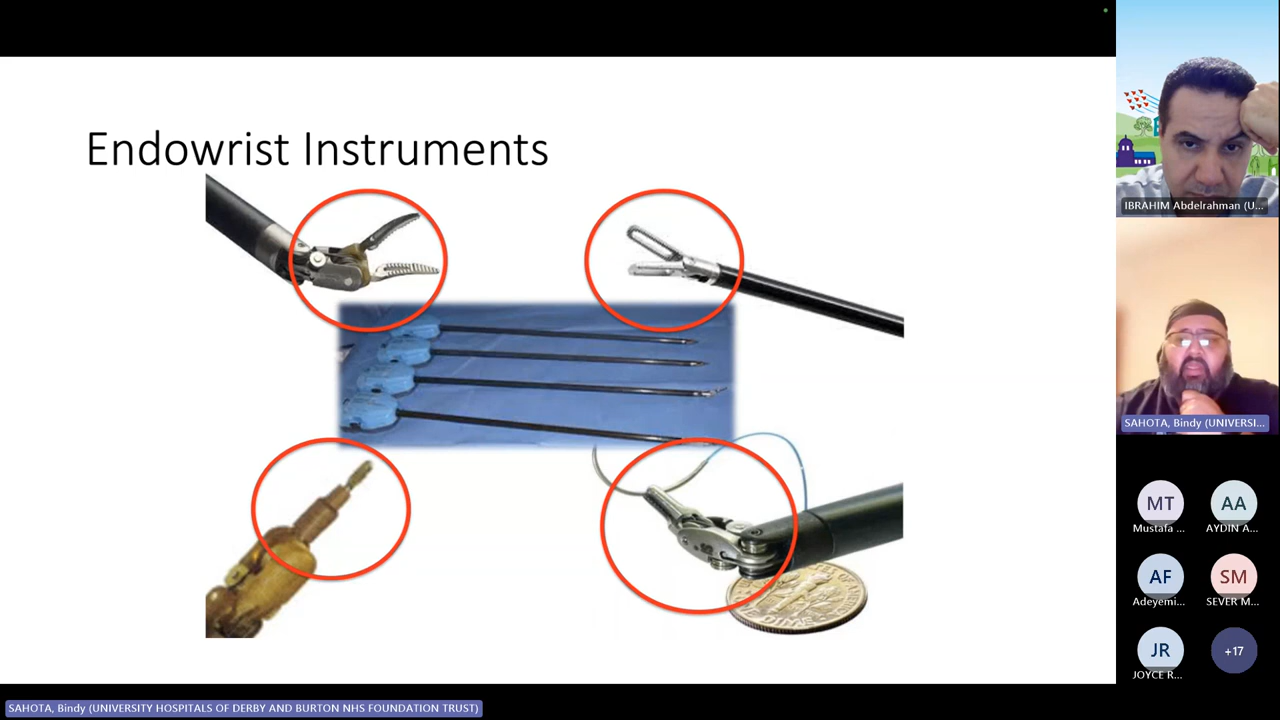 Endowrist Instruments
DIME
IBRAHIM Abdelrahman (U...
SAHOTA, Bindy (UNIVERSI...
MT
AA
Mustafa ...
AYDIN A...
AF
SM
Adeyemi...
SEVER M...
JR
+17
JOYCE R...
SAHOTA, Bindy (UNIVERSITY HOSPITALS OF DERBY AND BURTON NHS FOUNDATION TRUST)